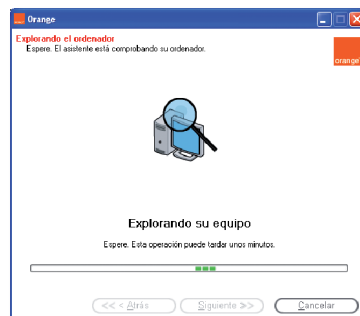 Orange
Explorando el ordenador
Espere. El asistente está comprobando su ordenador.
orange
Explorando su equipo
Espere. Esta operación puede tardar unos minutos.
<< < Atrás
Siguiente >>
Cancelar